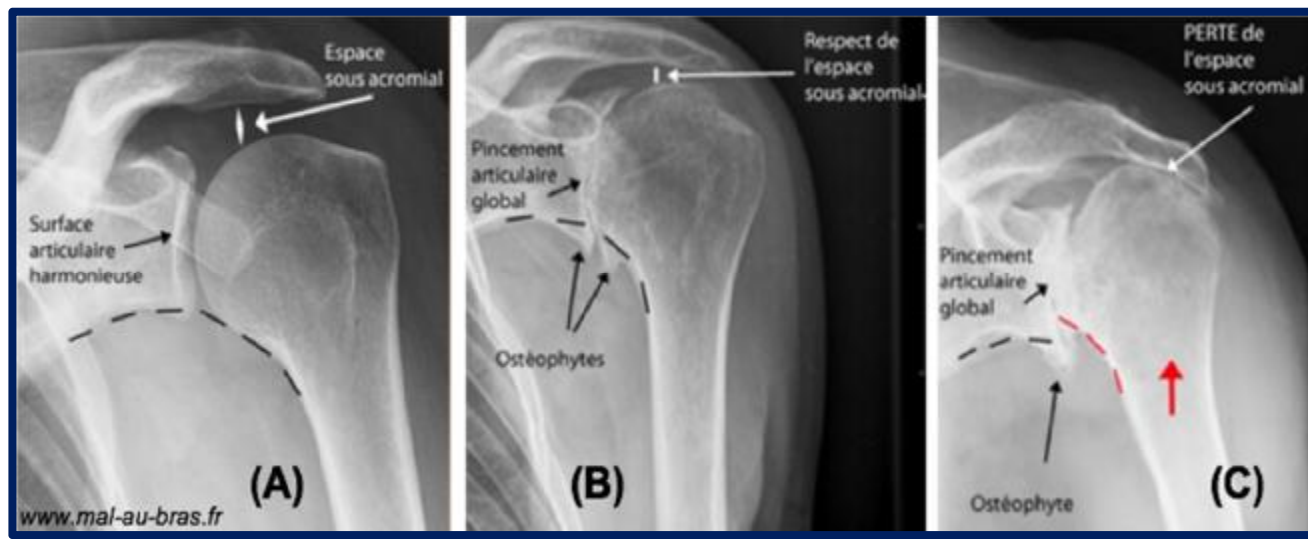 Espace
sous acromial
Surface
articulaire
harmonieuse
(A)
www.mal-au-bras.fr
Respect de
l'espace
sous acromial
Pincement
articulaire
global
Ostéophytes
(B)
PERTE de
l'espace
sous acromial
Pincement
articulaire
global
Ostéophyte
(C)